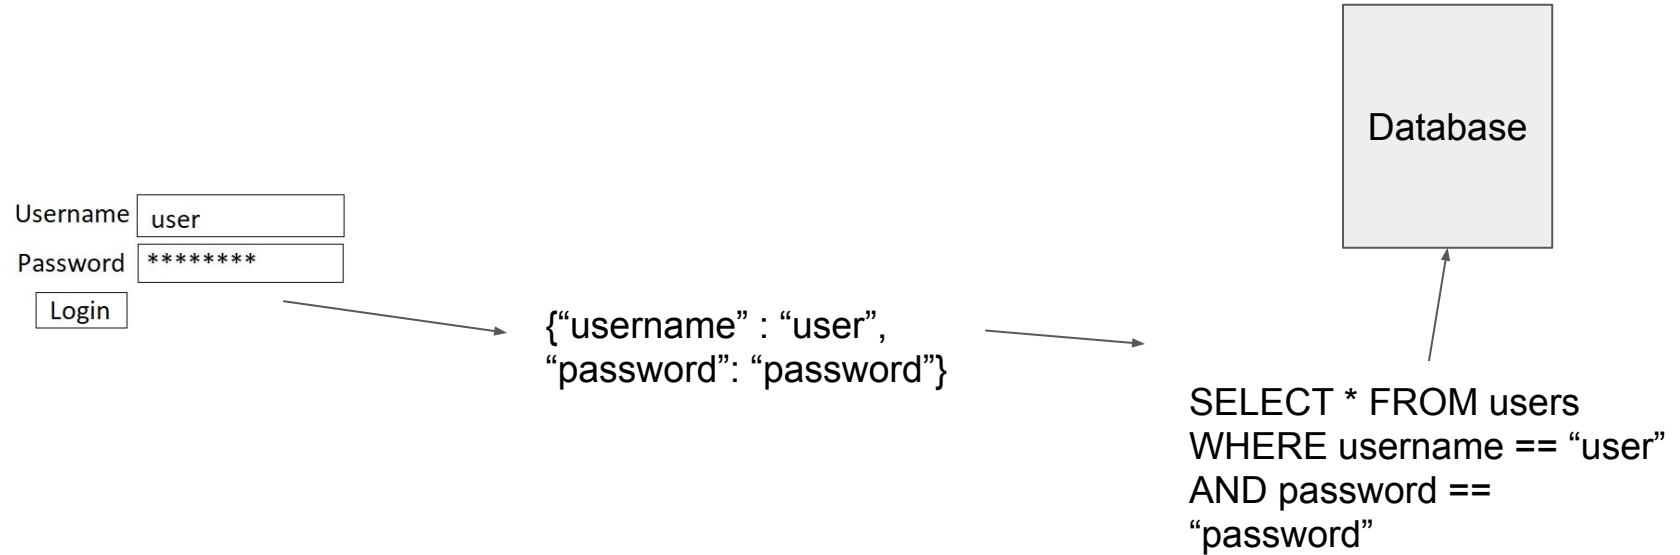 Username
user
Password
********
Login
{“username” : “user”,
“password”: “password”}
SELECT * FROM users
WHERE username == “user”
AND password ==
“password”
Database